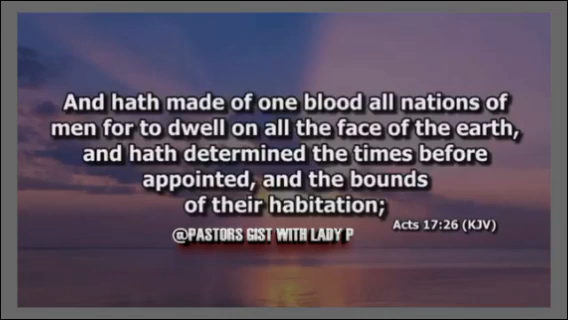 And hath made of one blood all nations of
men for to dwell on all the face of the earth,
and hath determined the times before
appointed, and the bounds
of their habitation;
Acts 17:26 (KJV)
@PASTORS GIST WITH LADY P